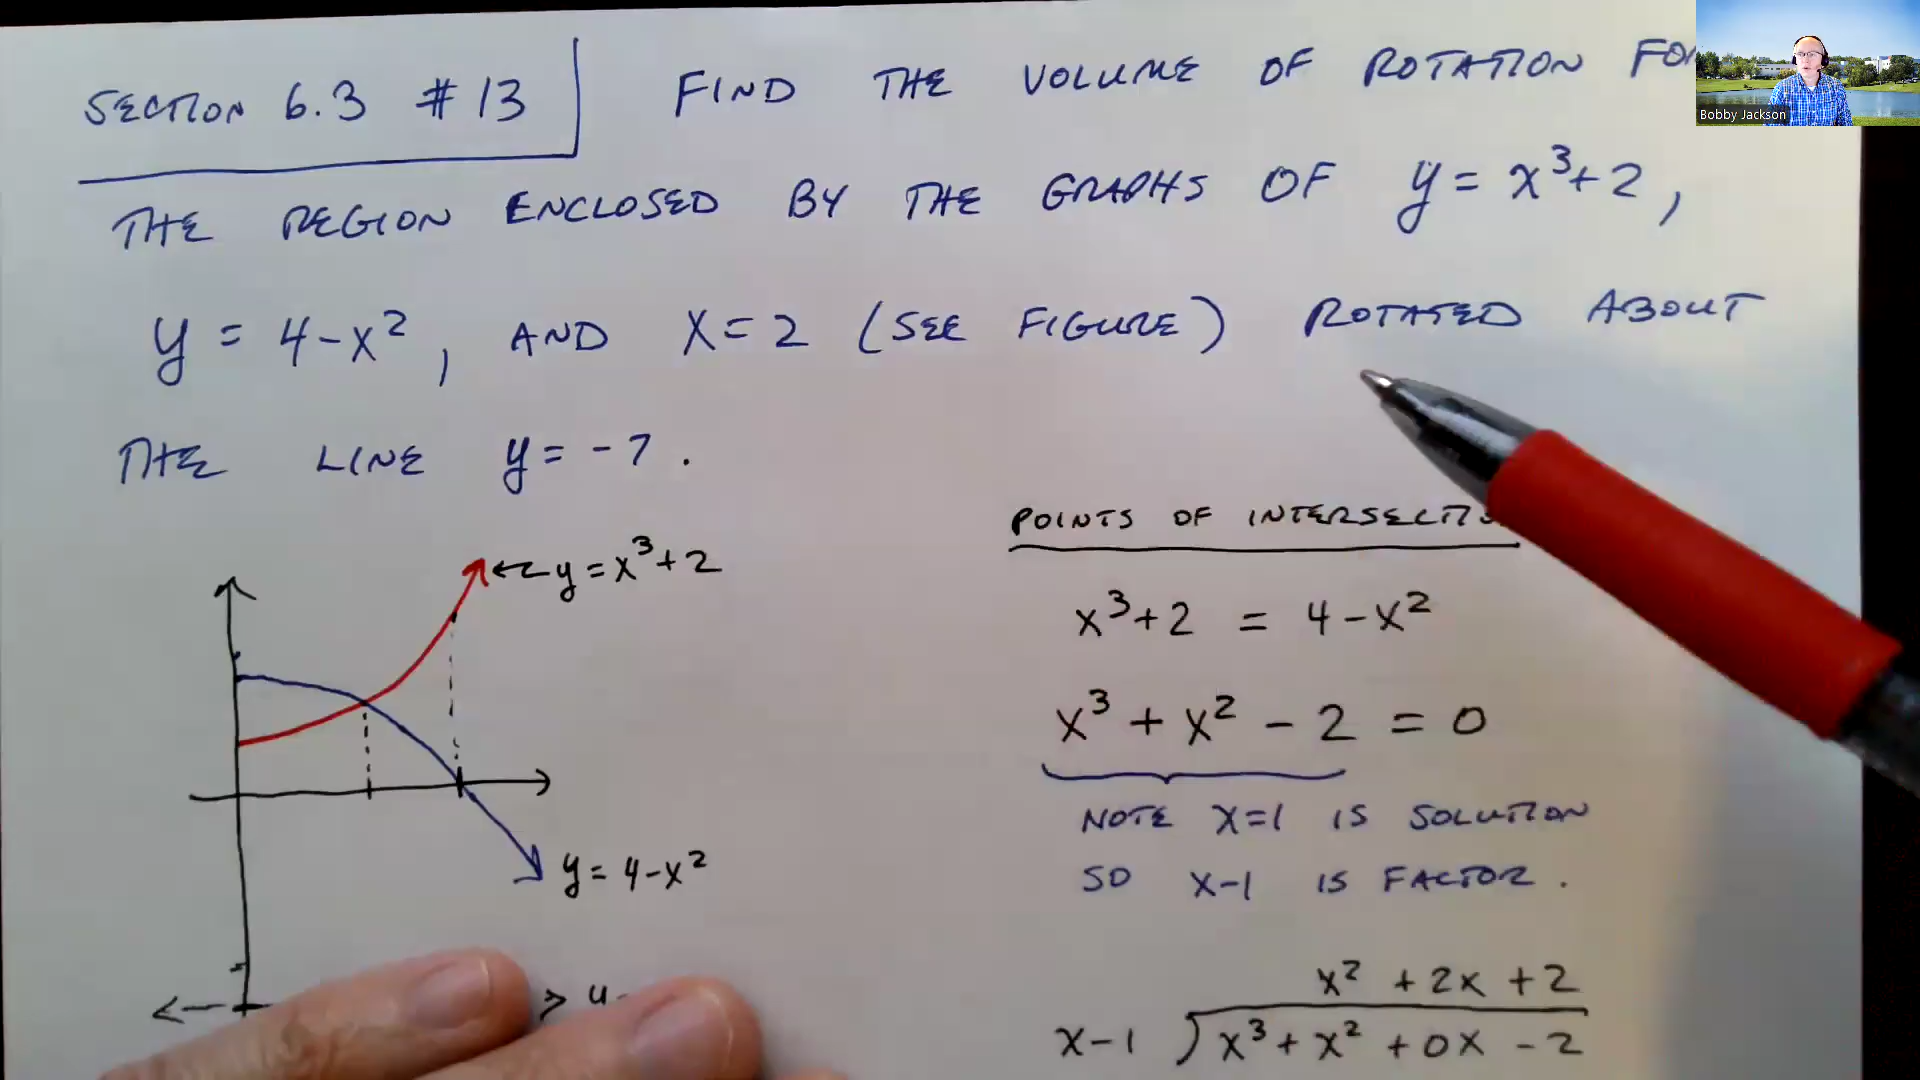 SECTION 6.3 #13
FIND THE VOLUME OF ROTATION FOR
THE REGION ENCLOSED BY THE GRAPHS OF y = x³+2,
y = 4-x², AND X=2 (SEE FIGURE) ROTATED ABOUT
THE LINE y = -7.
Bobby Jackson
y = x³+2
y = 4-x²
POINTS OF INTERSECTION
x³+2 = 4-x²
x³ + x² - 2 = 0
NOTE X=1 IS SOLUTION
SO X-1 IS FACTOR.
x² + 2x + 2
x-1 ) x³ + x² + 0x - 2